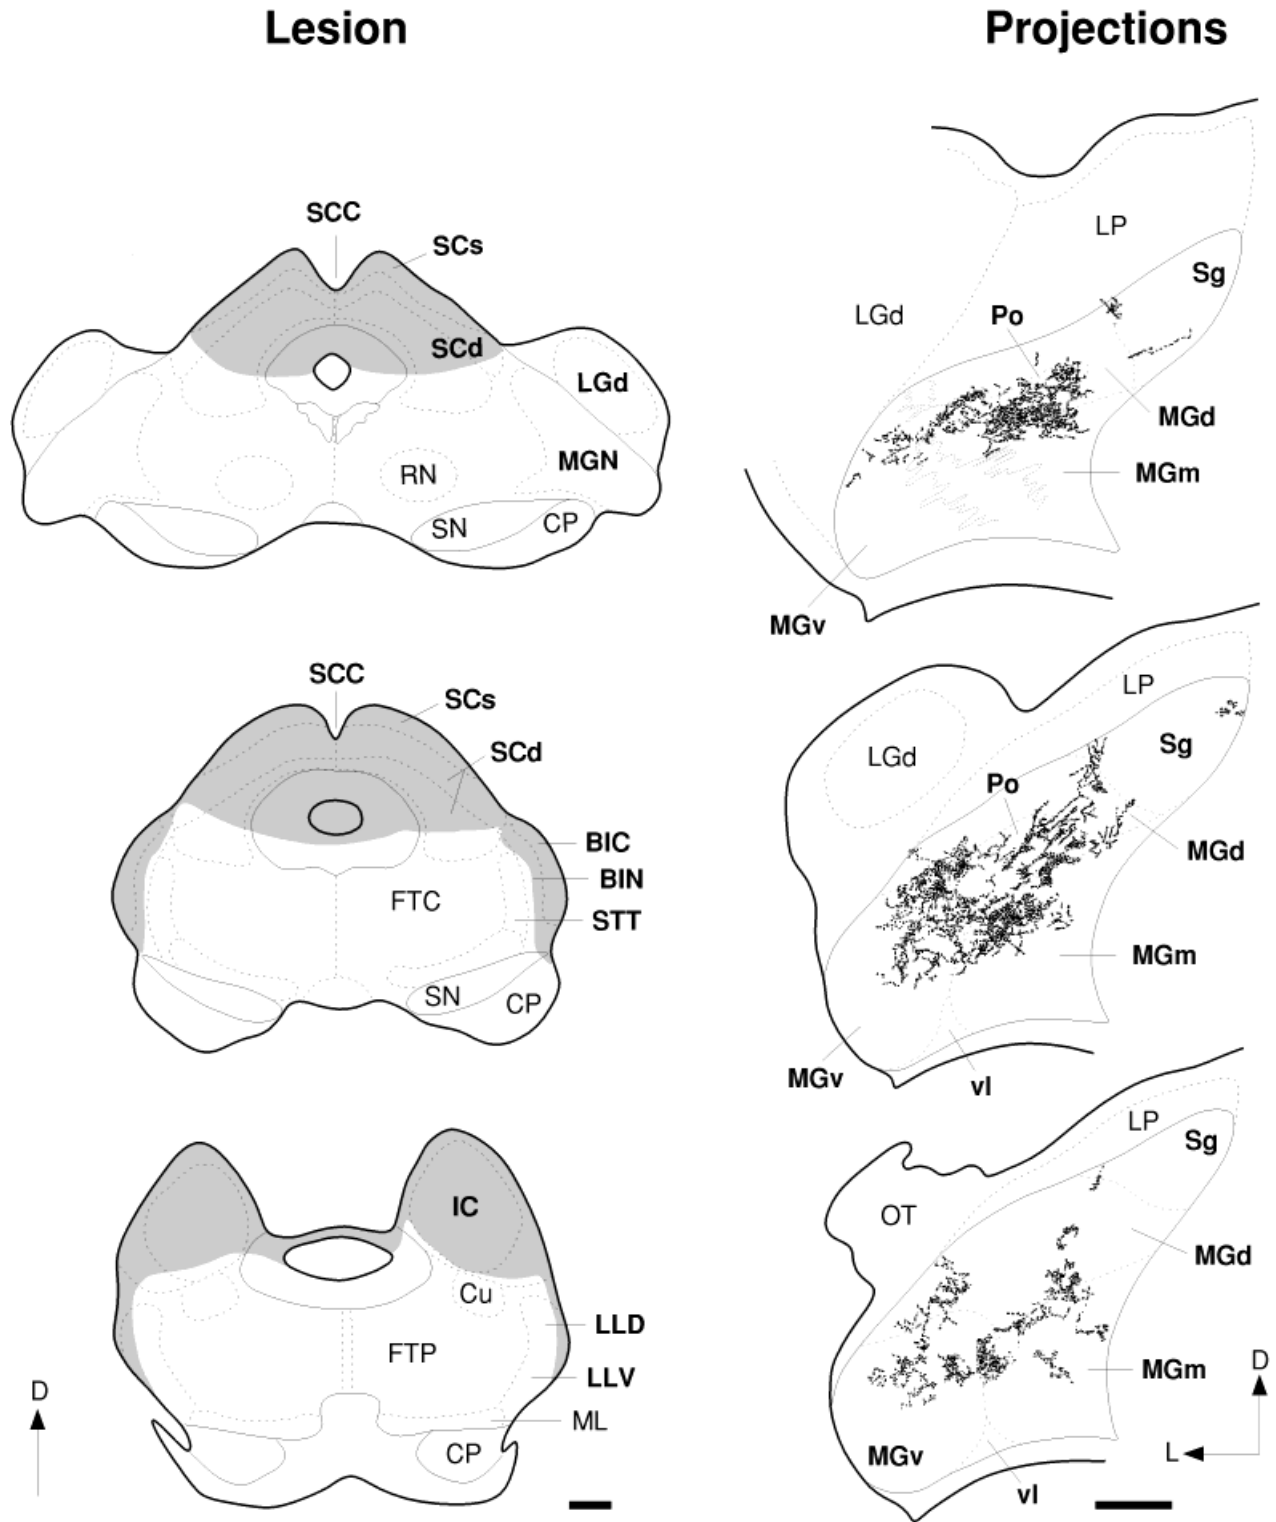 Lesion
Projections
SCC
SCs
SCd
LGd
MGN
RN
SN
CP
LP
Sg
LGd
Po
MGd
MGm
MGv
SCC
SCs
SCd
BIC
BIN
STT
FTC
SN
CP
LP
LGd
Sg
Po
MGd
MGm
MGv
vl
IC
Cu
LLD
FTP
LLV
ML
CP
D
LP
Sg
OT
MGd
MGm
MGv
vl
D
L